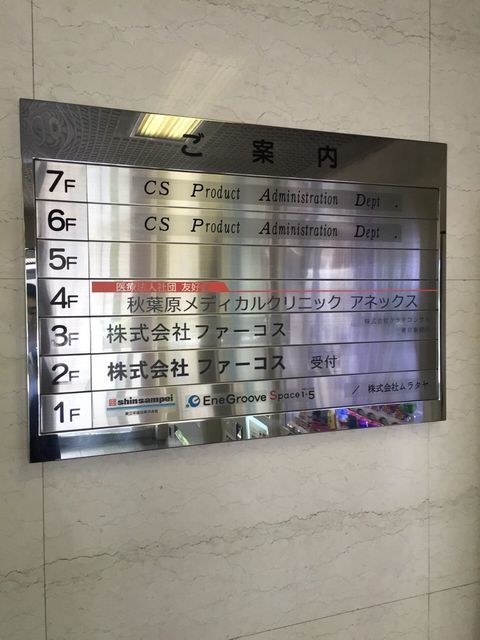 ご案内
7F CS Product Administration Dept.
6F CS Product Administration Dept.
5F
医療法人社団 友好
4F 秋葉原メディカルクリニック アネックス
3F 株式会社ファーコス
2F 株式会社 ファーコス 受付
1F shinsampei EneGroove Space1-5 / 株式会社ムラタヤ